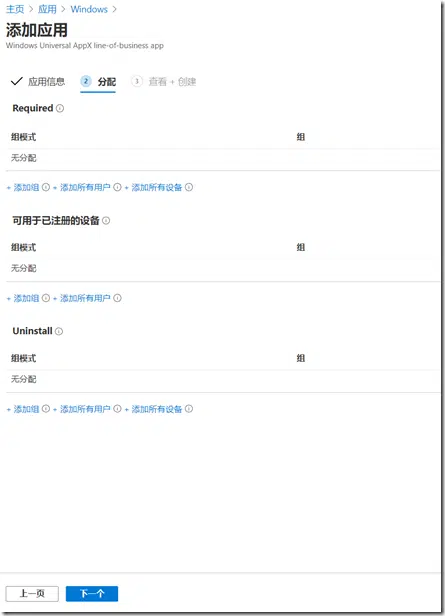 主页 > 应用 > Windows >
添加应用
Windows Universal AppX line-of-business app
应用信息 2 分配 3 查看 + 创建
Required
组模式 组
无分配
+ 添加组 + 添加所有用户 + 添加所有设备
可用于已注册的设备
组模式 组
无分配
+ 添加组 + 添加所有用户
Uninstall
组模式 组
无分配
+ 添加组 + 添加所有用户 + 添加所有设备
上一页 下一个